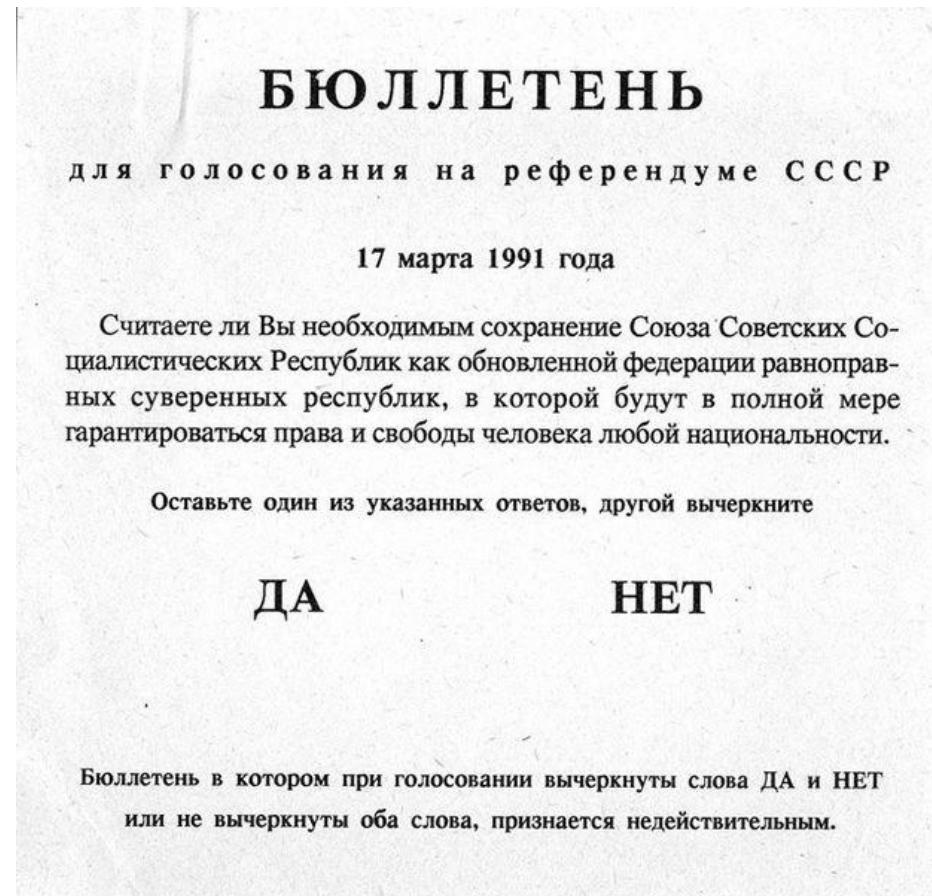 БЮЛЛЕТЕНЬ
для голосования на референдуме СССР
17 марта 1991 года
Считаете ли Вы необходимым сохранение Союза Советских Со-
циалистических Республик как обновленной федерации равноправ-
ных суверенных республик, в которой будут в полной мере
гарантироваться права и свободы человека любой национальности.
Оставьте один из указанных ответов, другой вычеркните
ДА НЕТ
Бюллетень в котором при голосовании вычеркнуты слова ДА и НЕТ
или не вычеркнуты оба слова, признается недействительным.